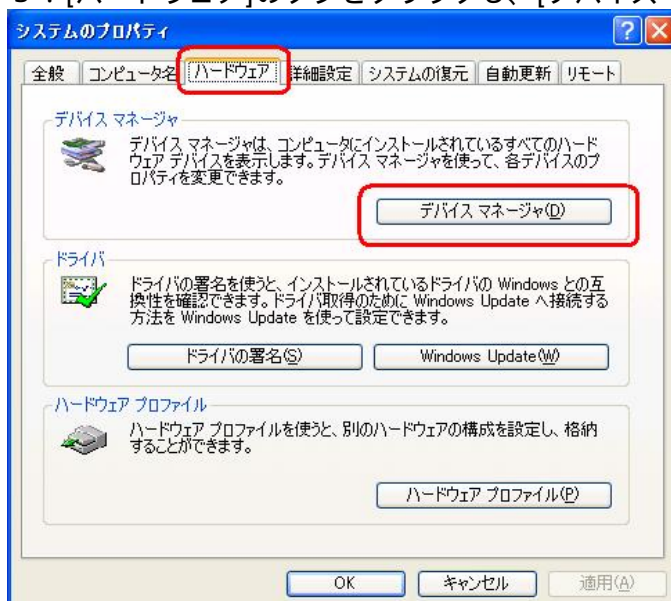 システムのプロパティ
全般 コンピュータ名 ハードウェア 詳細設定 システムの復元 自動更新 リモート
デバイス マネージャ
デバイス マネージャは、コンピュータにインストールされているすべてのハード
ウェア デバイスを表示します。デバイス マネージャを使って、各デバイスのプ
ロパティを変更できます。
デバイス マネージャ(D)
ドライバ
ドライバの署名を使うと、インストールされているドライバの Windows との互
換性を確認できます。ドライバ取得のために Windows Update へ接続する
方法を Windows Update を使って設定できます。
ドライバの署名(S) Windows Update(W)
ハードウェア プロファイル
ハードウェア プロファイルを使うと、別のハードウェアの構成を設定し、格納
することができます。
ハードウェア プロファイル(P)
OK キャンセル 適用(A)